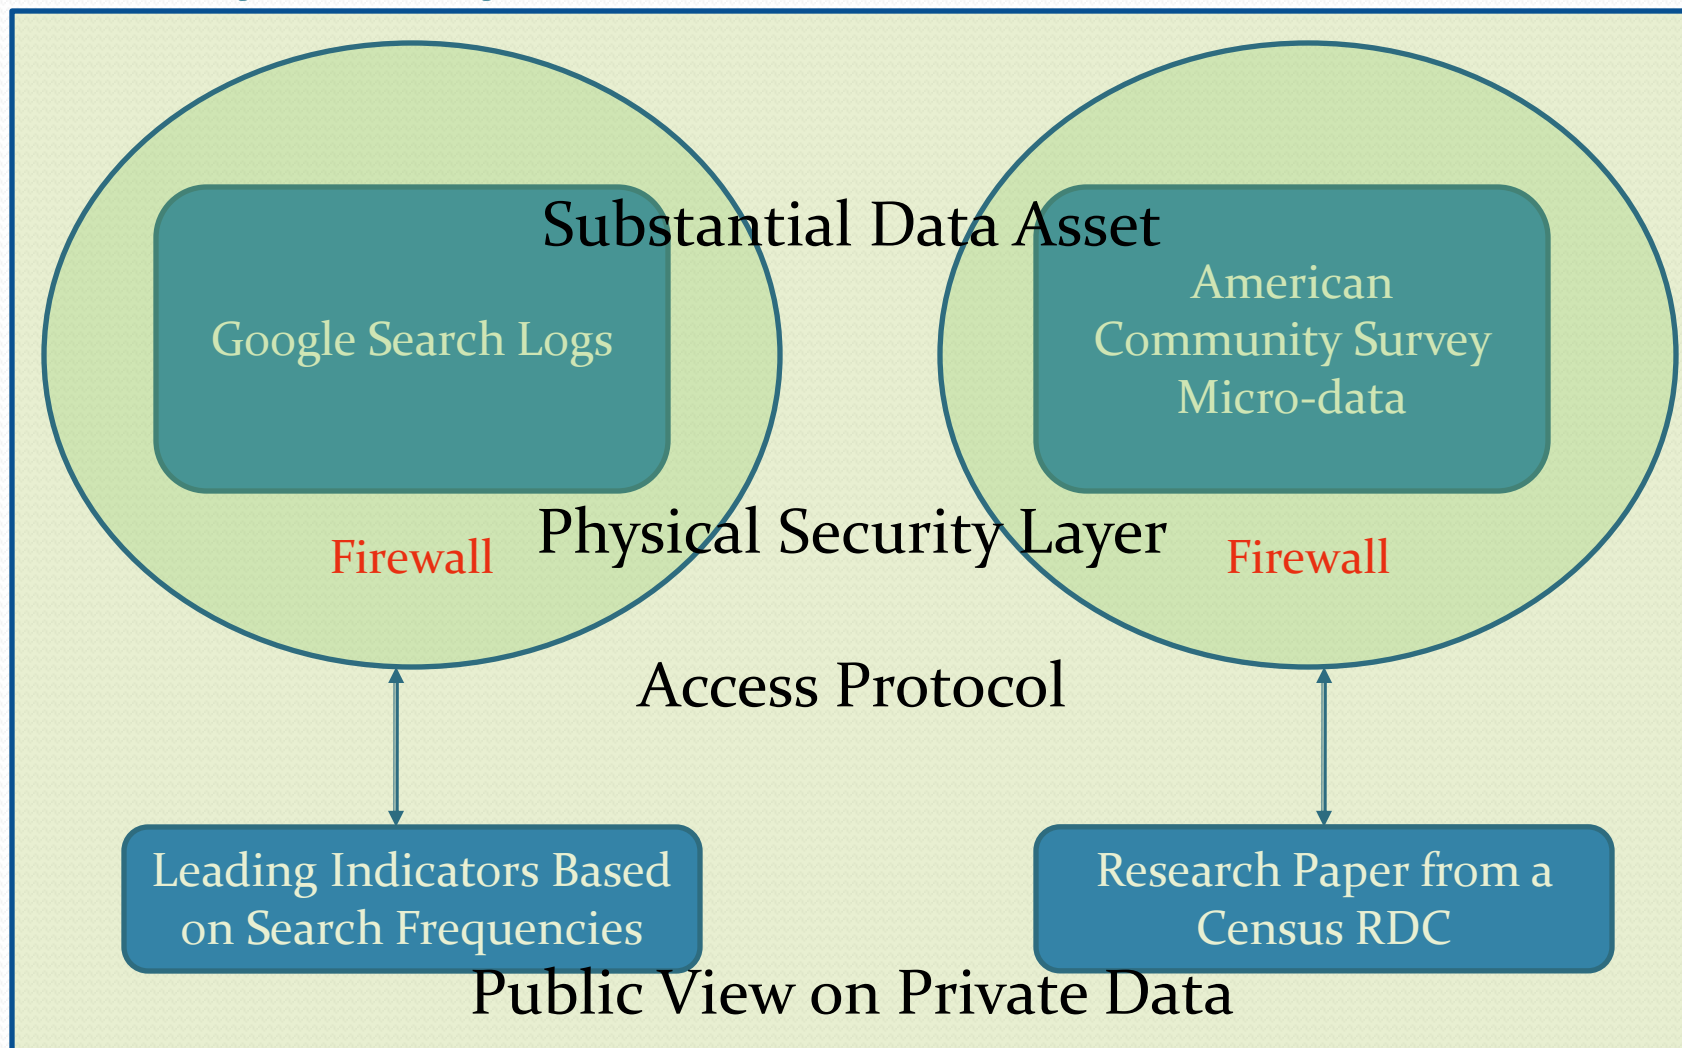 Substantial Data Asset
Google Search Logs
American
Community Survey
Micro-data
Physical Security Layer
Firewall
Firewall
Access Protocol
Leading Indicators Based
on Search Frequencies
Research Paper from a
Census RDC
Public View on Private Data